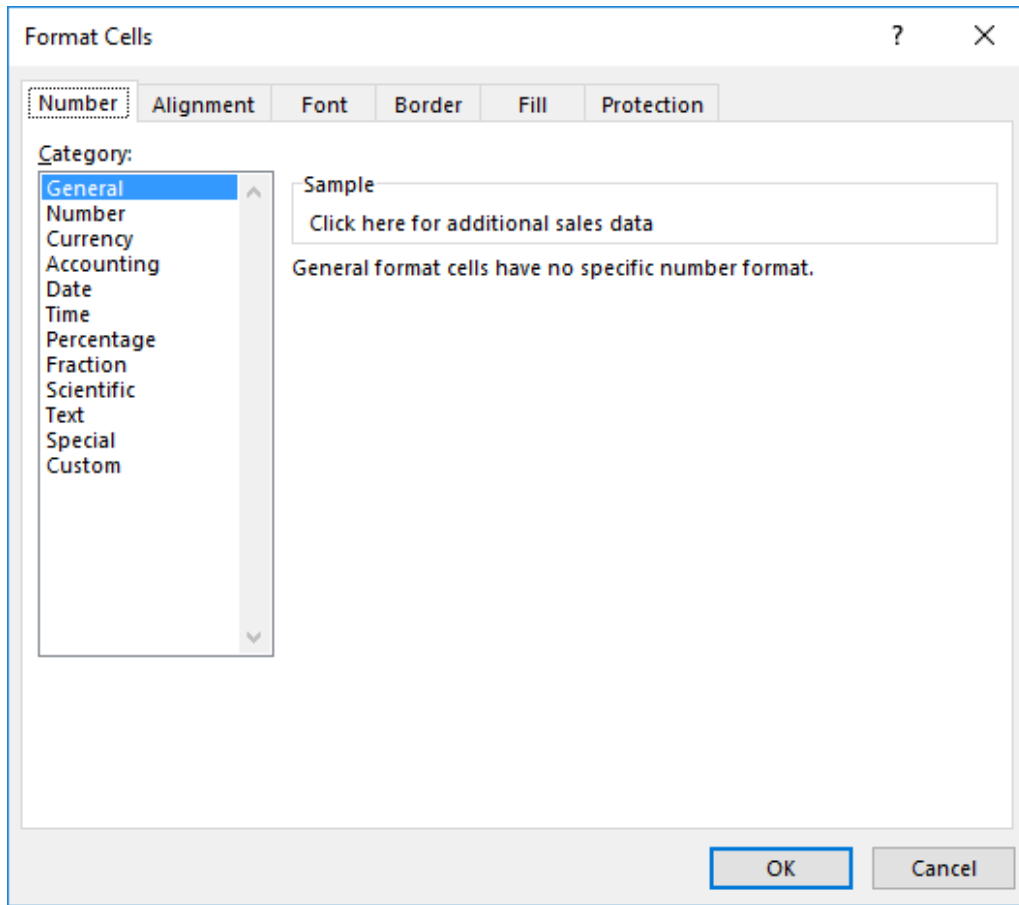 Format Cells
?
Number
Alignment
Font
Border
Fill
Protection
Category:
General
Number
Currency
Accounting
Date
Time
Percentage
Fraction
Scientific
Text
Special
Custom
Sample
Click here for additional sales data
General format cells have no specific number format.
OK
Cancel